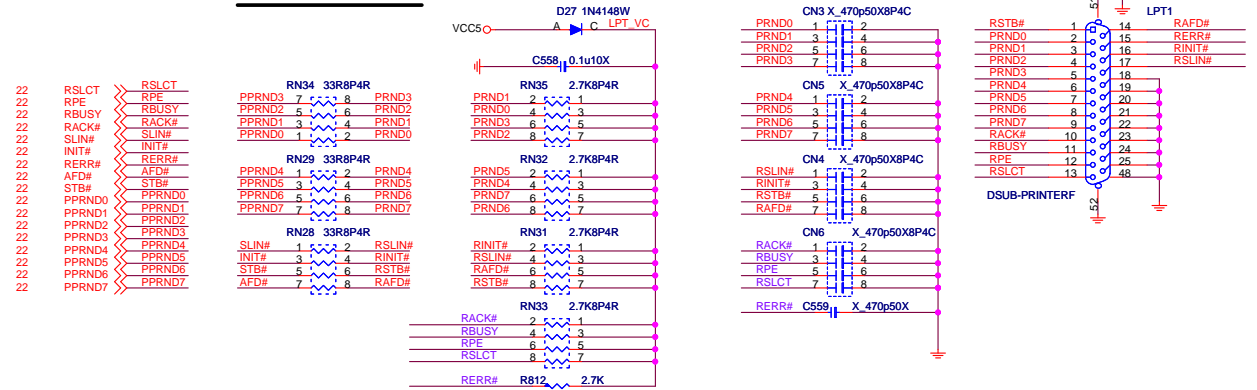 D27 1N4148W
VCC5 A C LPT_VC
C558 0.1u10X
22 RSLCT RSLCT
22 RPE RPE
22 RBUSY RBUSY
22 RACK# RACK#
22 SLIN# SLIN#
22 INIT# INIT#
22 RERR# RERR#
22 AFD# AFD#
22 STB# STB#
22 PPRND0 PPRND0
22 PPRND1 PPRND1
22 PPRND2 PPRND2
22 PPRND3 PPRND3
22 PPRND4 PPRND4
22 PPRND5 PPRND5
22 PPRND6 PPRND6
22 PPRND7 PPRND7
RN34 33R8P4R
PPRND3 7 8 PRND3
PPRND2 5 6 PRND2
PPRND1 3 4 PRND1
PPRND0 1 2 PRND0
RN29 33R8P4R
PPRND4 1 2 PRND4
PPRND5 3 4 PRND5
PPRND6 5 6 PRND6
PPRND7 7 8 PRND7
RN28 33R8P4R
SLIN# 1 2 RSLIN#
INIT# 3 4 RINIT#
STB# 5 6 RSTB#
AFD# 7 8 RAFD#
RN35 2.7K8P4R
PRND1 2 1
PRND0 4 3
PRND3 6 5
PRND2 8 7
RN32 2.7K8P4R
PRND5 2 1
PRND4 4 3
PRND7 6 5
PRND6 8 7
RN31 2.7K8P4R
RINIT# 2 1
RSLIN# 4 3
RAFD# 6 5
RSTB# 8 7
RN33 2.7K8P4R
RACK# 2 1
RBUSY 4 3
RPE 6 5
RSLCT 8 7
RERR# R812 2.7K
CN3 X_470p50X8P4C
PRND0 1 2
PRND1 3 4
PRND2 5 6
PRND3 7 8
CN5 X_470p50X8P4C
PRND4 1 2
PRND5 3 4
PRND6 5 6
PRND7 7 8
CN4 X_470p50X8P4C
RSLIN# 1 2
RINIT# 3 4
RSTB# 5 6
RAFD# 7 8
CN6 X_470p50X8P4C
RACK# 1 2
RBUSY 3 4
RPE 5 6
RSLCT 7 8
RERR# C559 X_470p50X
LPT1
RSTB# 1 14 RAFD#
PRND0 2 15 RERR#
PRND1 3 16 RINIT#
PRND2 4 17 RSLIN#
PRND3 5 18
PRND4 6 19
PRND5 7 20
PRND6 8 21
PRND7 9 22
RACK# 10 23
RBUSY 11 24
RPE 12 25
RSLCT 13 48
DSUB-PRINTERF
52